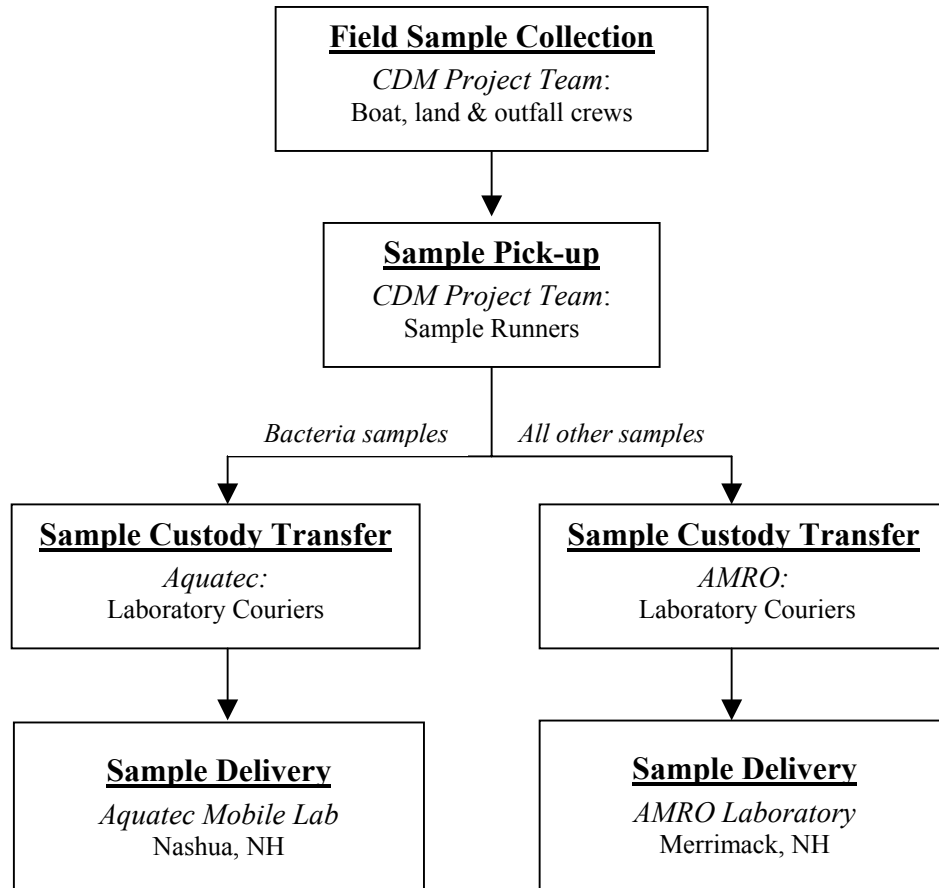 Field Sample Collection
CDM Project Team:
Boat, land & outfall crews
Sample Pick-up
CDM Project Team:
Sample Runners
Bacteria samples
All other samples
Sample Custody Transfer
Aquatec:
Laboratory Couriers
Sample Custody Transfer
AMRO:
Laboratory Couriers
Sample Delivery
Aquatec Mobile Lab
Nashua, NH
Sample Delivery
AMRO Laboratory
Merrimack, NH